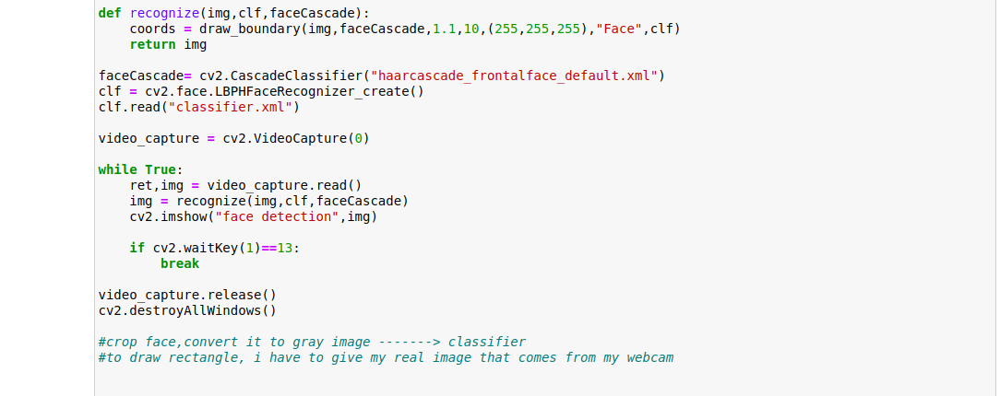 def recognize(img,clf,faceCascade):
    coords = draw_boundary(img,faceCascade,1.1,10,(255,255,255),"Face",clf)
    return img

faceCascade= cv2.CascadeClassifier("haarcascade_frontalface_default.xml")
clf = cv2.face.LBPHFaceRecognizer_create()
clf.read("classifier.xml")

video_capture = cv2.VideoCapture(0)

while True:
    ret,img = video_capture.read()
    img = recognize(img,clf,faceCascade)
    cv2.imshow("face detection",img)

    if cv2.waitKey(1)==13:
        break

video_capture.release()
cv2.destroyAllWindows()

#crop face,convert it to gray image -------> classifier
#to draw rectangle, i have to give my real image that comes from my webcam